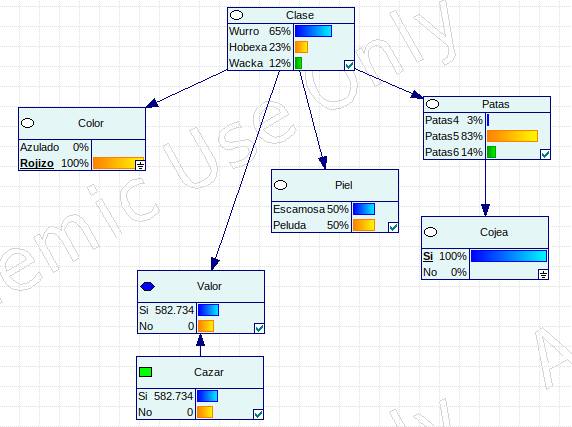 Clase
Wurro 65%
Hobexa 23%
Wacka 12%
Color
Azulado 0%
Rojizo 100%
Patas
Patas4 3%
Patas5 83%
Patas6 14%
Piel
Escamosa 50%
Peluda 50%
Cojea
Si 100%
No 0%
Valor
Si 582.734
No 0
Cazar
Si 582.734
No 0
emic Use Only
A